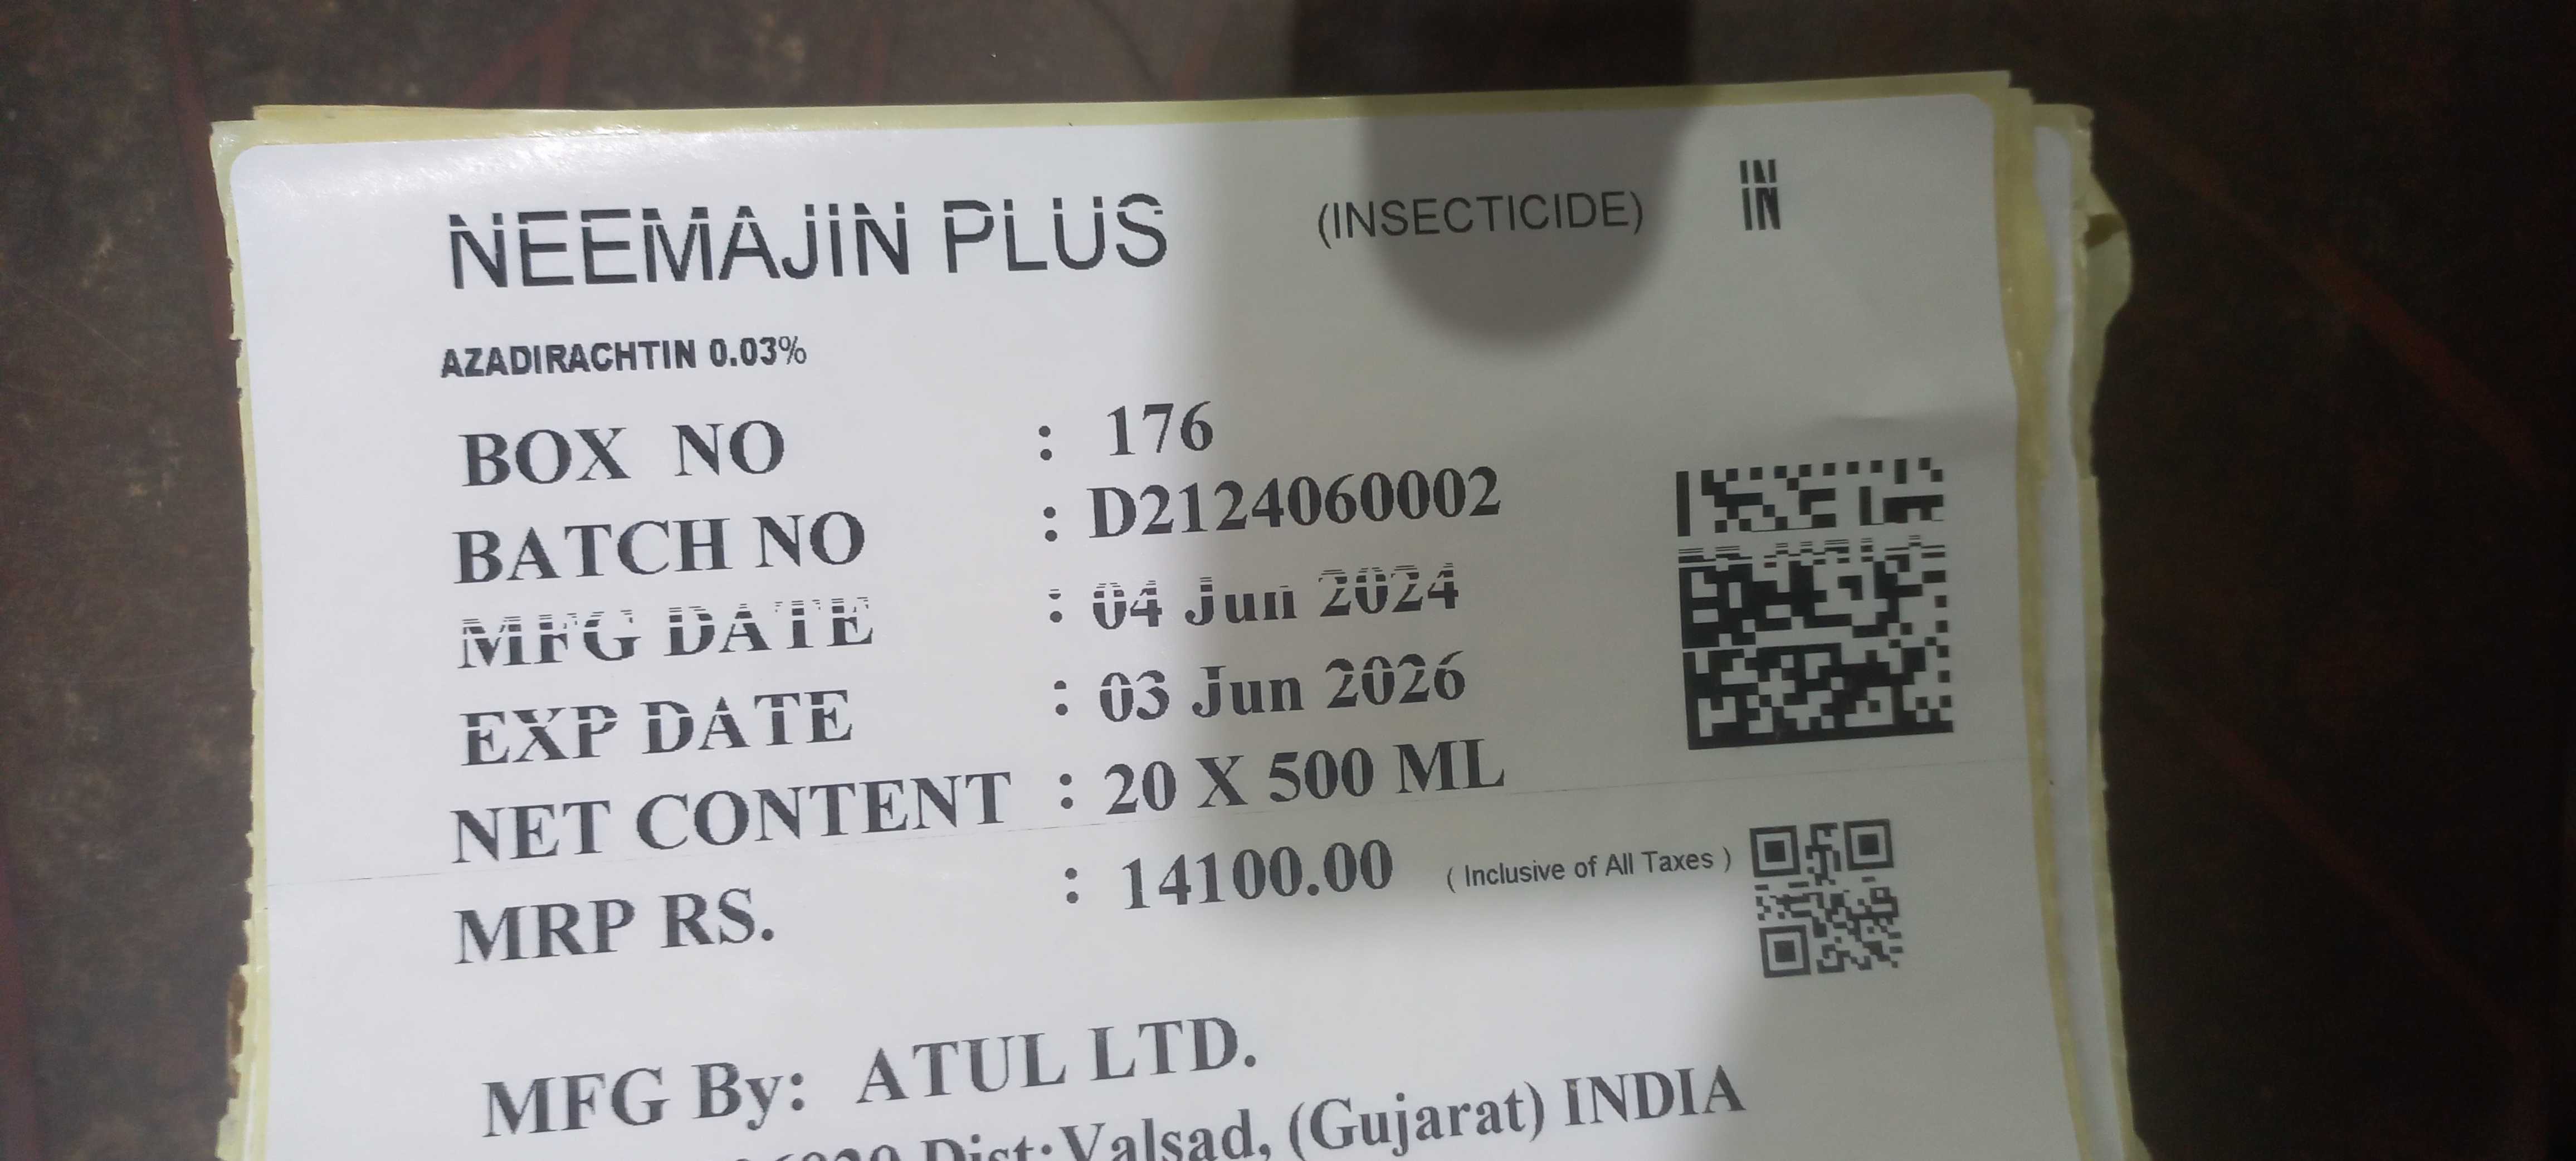 NEEMAJIN PLUS (INSECTICIDE) IN
AZADIRACHTIN 0.03%
BOX NO : 176
BATCH NO : D2124060002
MFG DATE : 04 Jun 2024
EXP DATE : 03 Jun 2026
NET CONTENT : 20 X 500 ML
MRP RS. : 14100.00 ( Inclusive of All Taxes )
MFG By: ATUL LTD.
Dist:Valsad, (Gujarat) INDIA